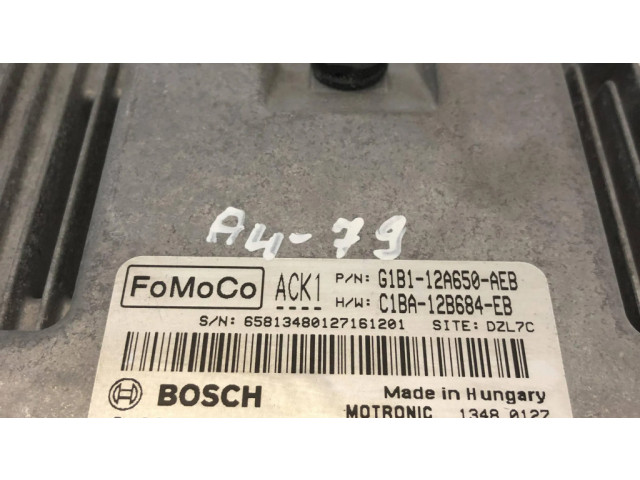 Aч-79
FoMoCo ACK1 P/N: G1B1-12A650-AEB
H/W: C1BA-12B684-EB
S/N: 65813480127161201 SITE: DZL7C
BOSCH Made in Hungary
MOTRONIC 1348 0127